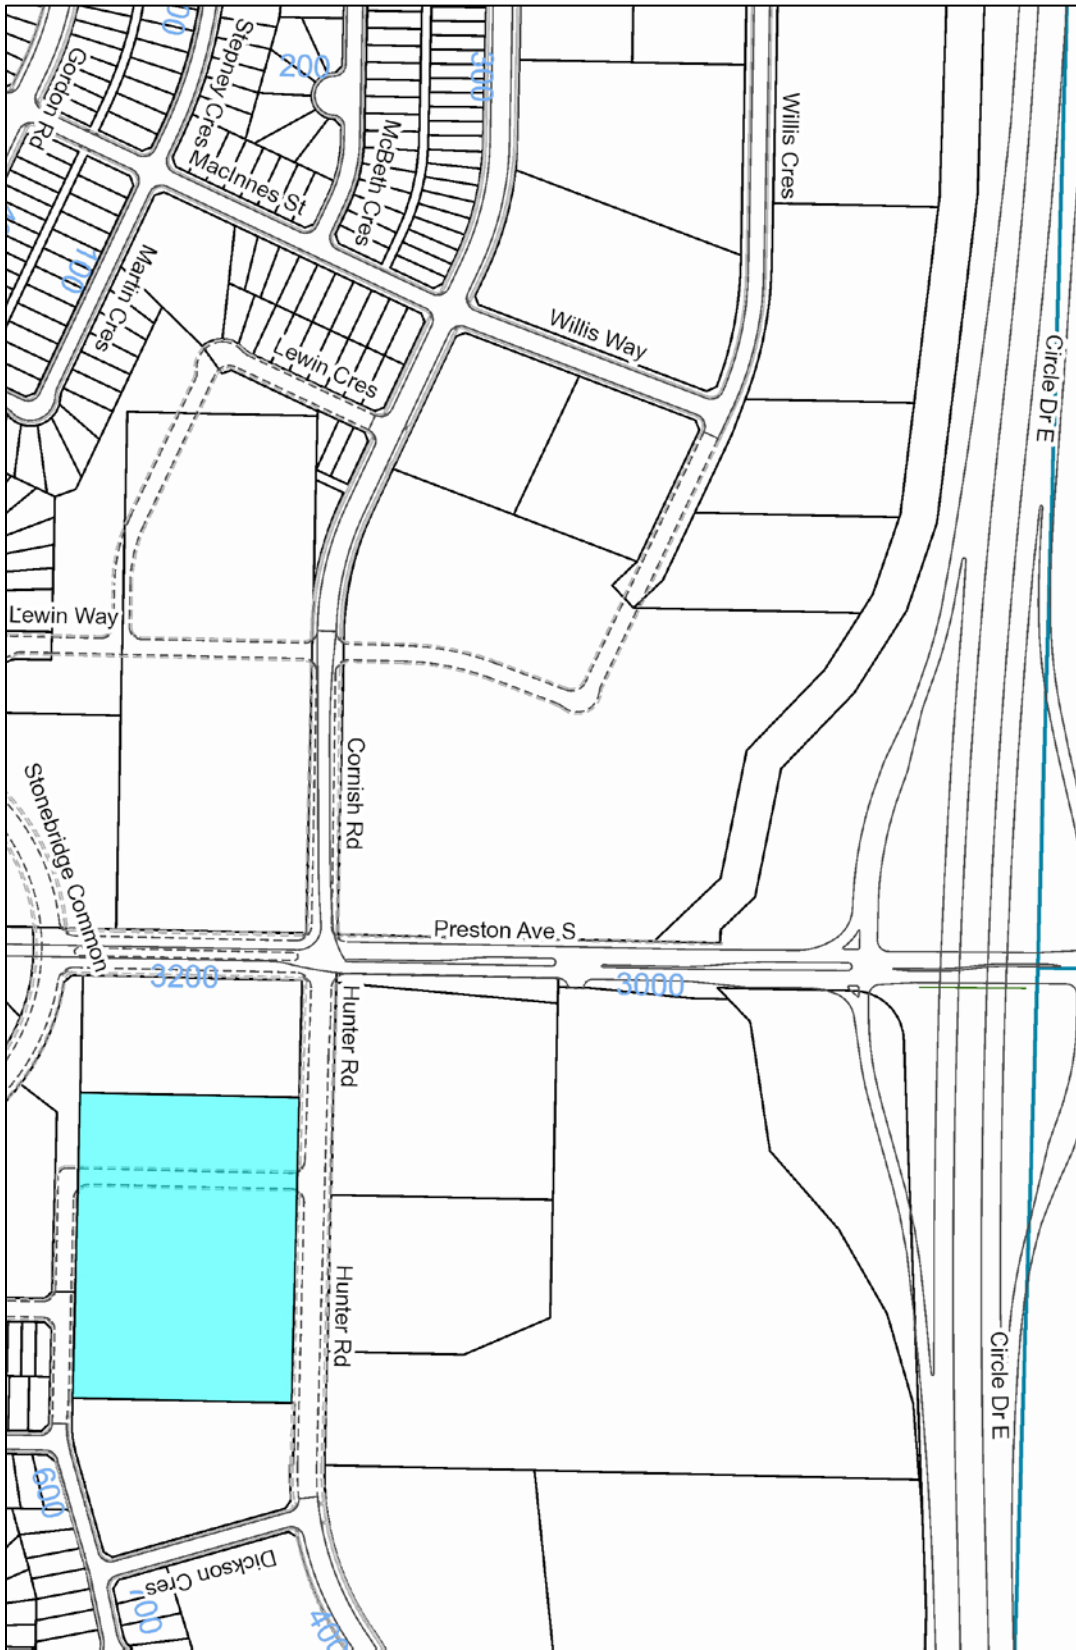 Gordon Rd
Stepney Cres
200
300
McBeth Cres
MacInnes St
Willis Cres
100
Martin Cres
Willis Way
Lewin Cres
Circle Dr E
Lewin Way
Cornish Rd
Stonebridge Common
Preston Ave S
3200
3000
Hunter Rd
Hunter Rd
Circle Dr E
600
Dickson Cres
400